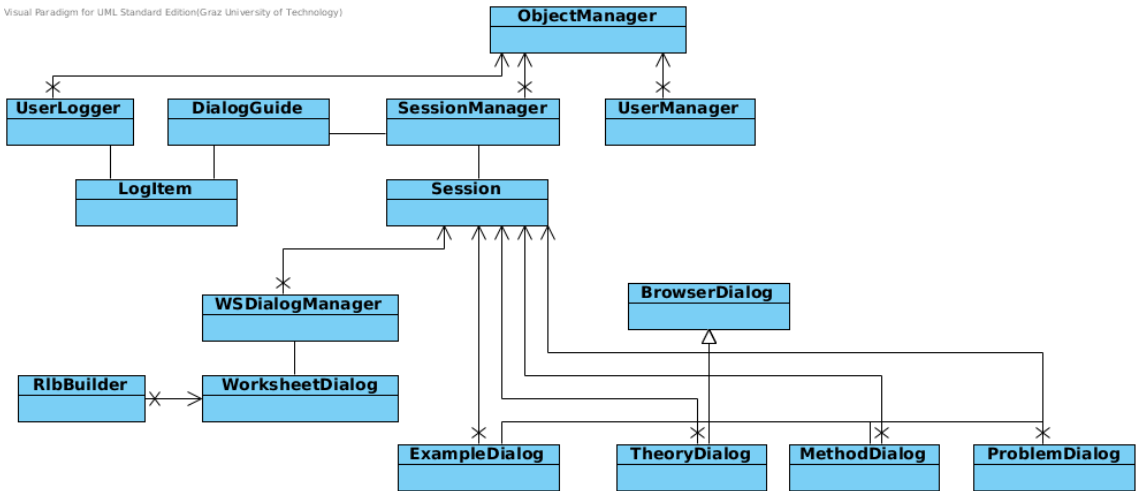 Visual Paradigm for UML Standard Edition(Graz University of Technology)
ObjectManager
UserLogger
DialogGuide
SessionManager
UserManager
LogItem
Session
BrowserDialog
WSDialogManager
RlbBuilder
WorksheetDialog
ExampleDialog
TheoryDialog
MethodDialog
ProblemDialog